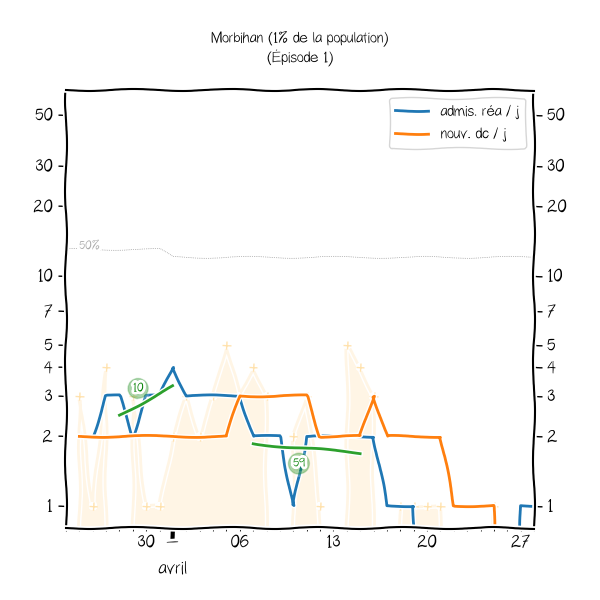 Morbihan (1% de la population)
(Épisode 1)
admis. réa / j
nouv. dc / j
50 50
30 30
20 20
50%
10 10
7 7
5 5
4 4
3 3
2 2
1 1
10
59
30 1 06 13 20 27
avril